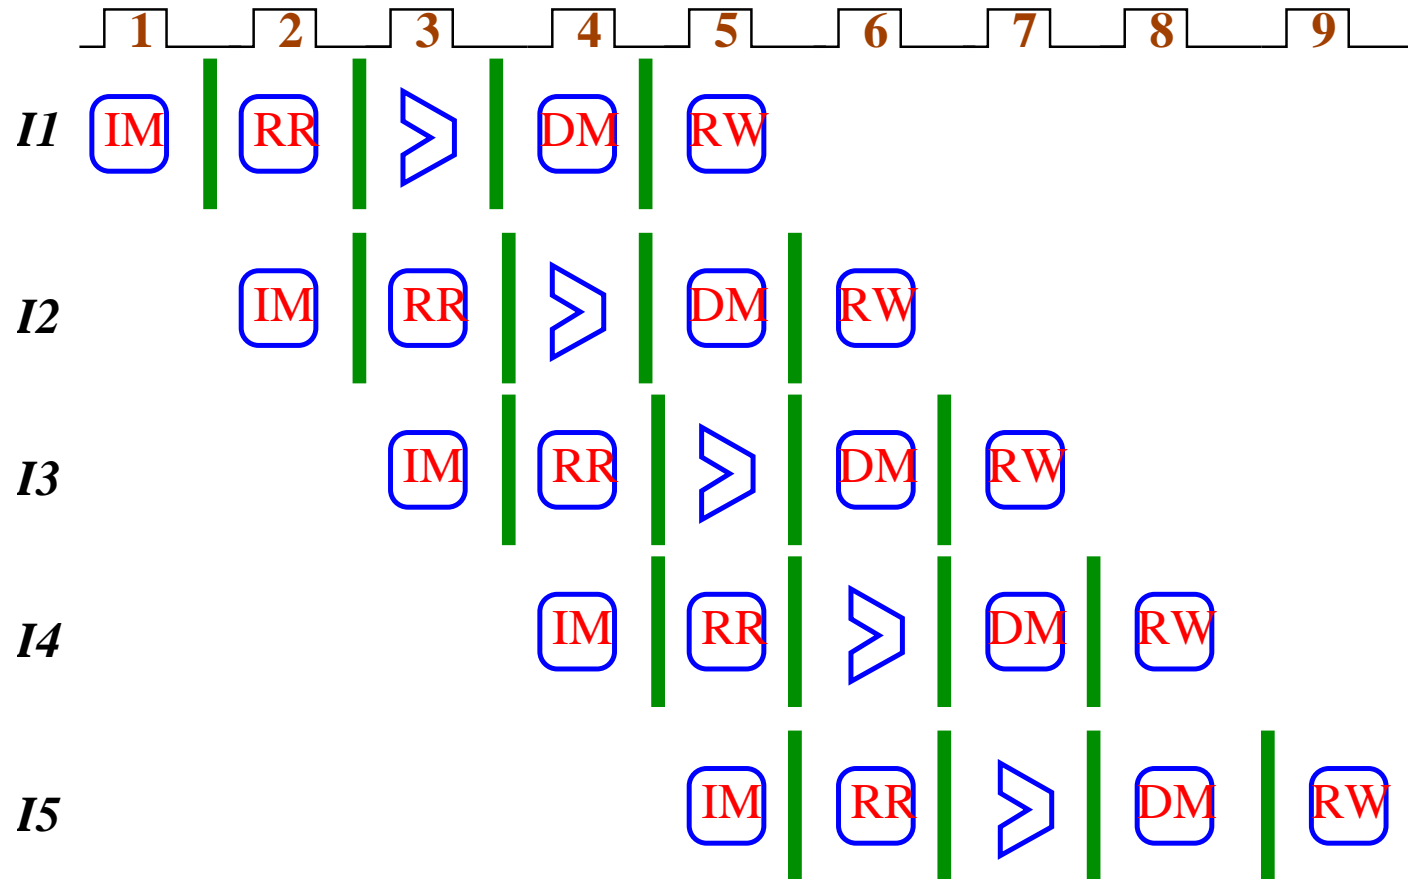 1 2 3 4 5 6 7 8 9
I1 IM RR DM RW
I2 IM RR DM RW
I3 IM RR DM RW
I4 IM RR DM RW
I5 IM RR DM RW